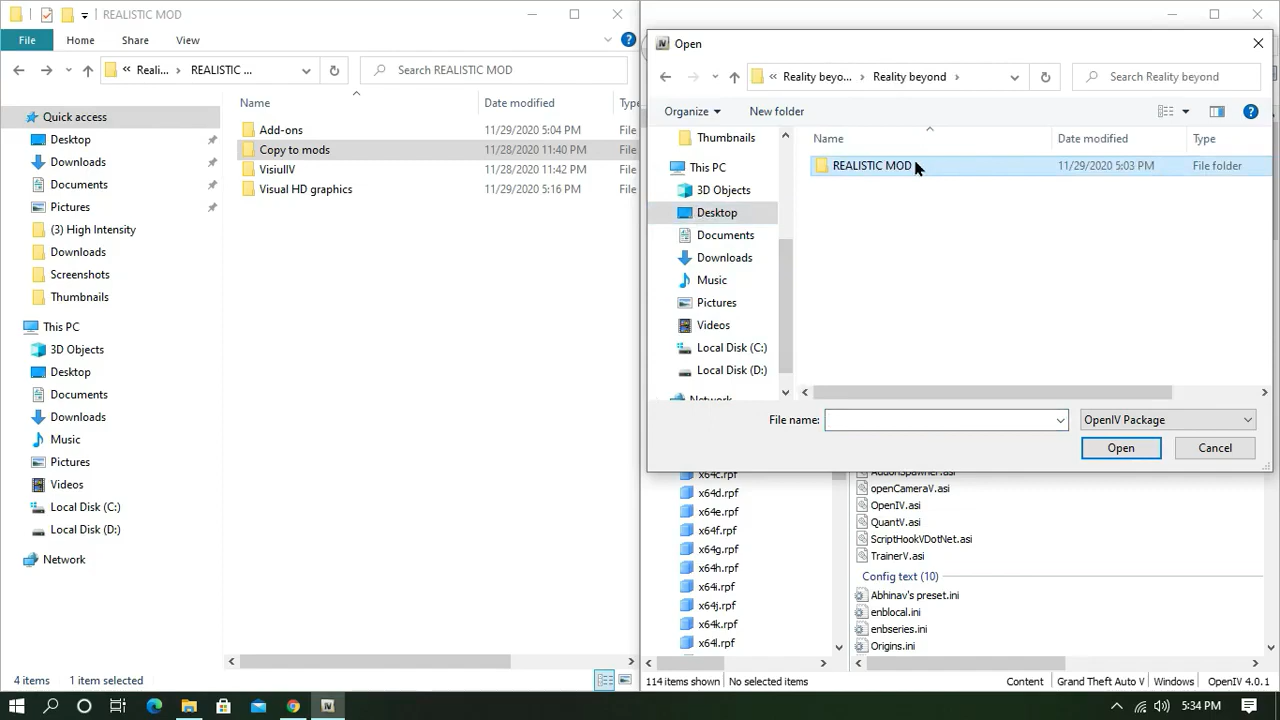 REALISTIC MOD
File
Home
Share
View
Reali...
REALISTIC ...
Search REALISTIC MOD
Name
Date modified
Type
Quick access
Desktop
Downloads
Documents
Pictures
(3) High Intensity
Downloads
Screenshots
Thumbnails
This PC
3D Objects
Desktop
Documents
Downloads
Music
Pictures
Videos
Local Disk (C:)
Local Disk (D:)
Network
Add-ons
11/29/2020 5:04 PM
File
Copy to mods
11/28/2020 11:40 PM
File
VisiulIV
11/28/2020 11:42 PM
File
Visual HD graphics
11/29/2020 5:16 PM
File
4 items
1 item selected
Open
Reality beyo...
Reality beyond
Search Reality beyond
Organize
New folder
Thumbnails
This PC
3D Objects
Desktop
Documents
Downloads
Music
Pictures
Videos
Local Disk (C:)
Local Disk (D:)
Network
Name
Date modified
Type
REALISTIC MOD
11/29/2020 5:03 PM
File folder
File name:
OpenIV Package
Open
Cancel
x64c.rpf
x64d.rpf
x64e.rpf
x64f.rpf
x64g.rpf
x64h.rpf
x64i.rpf
x64j.rpf
x64k.rpf
x64l.rpf
AddonSpawner.asi
openCameraV.asi
OpenIV.asi
QuantV.asi
ScriptHookVDotNet.asi
TrainerV.asi
Config text (10)
Abhinav's preset.ini
enblocal.ini
enbseries.ini
Origins.ini
114 items shown
No selected items
Content
Grand Theft Auto V
Windows
OpenIV 4.0.1
5:34 PM